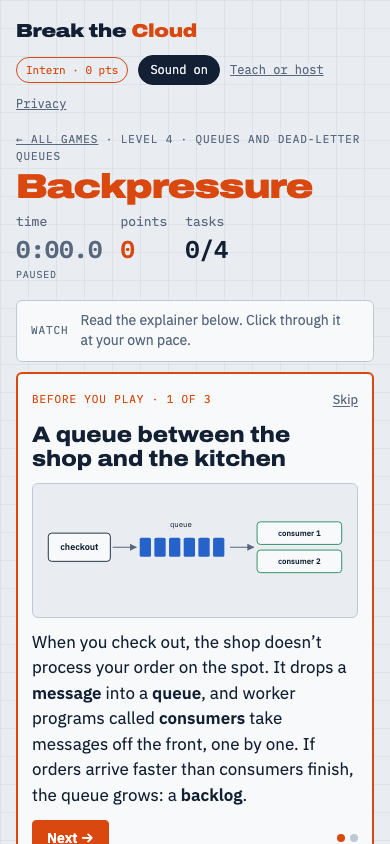 Break the Cloud
Intern · 0 pts
Sound on
Teach or host
Privacy
← ALL GAMES · LEVEL 4 · QUEUES AND DEAD-LETTER
QUEUES
Backpressure
time points tasks
0:00.0 0 0/4
PAUSED
WATCH
Read the explainer below. Click through it
at your own pace.
BEFORE YOU PLAY · 1 OF 3
Skip
A queue between the
shop and the kitchen
queue
checkout
consumer 1
consumer 2
When you check out, the shop doesn’t
process your order on the spot. It drops a
message into a queue, and worker
programs called consumers take
messages off the front, one by one. If
orders arrive faster than consumers finish,
the queue grows: a backlog.
Next →